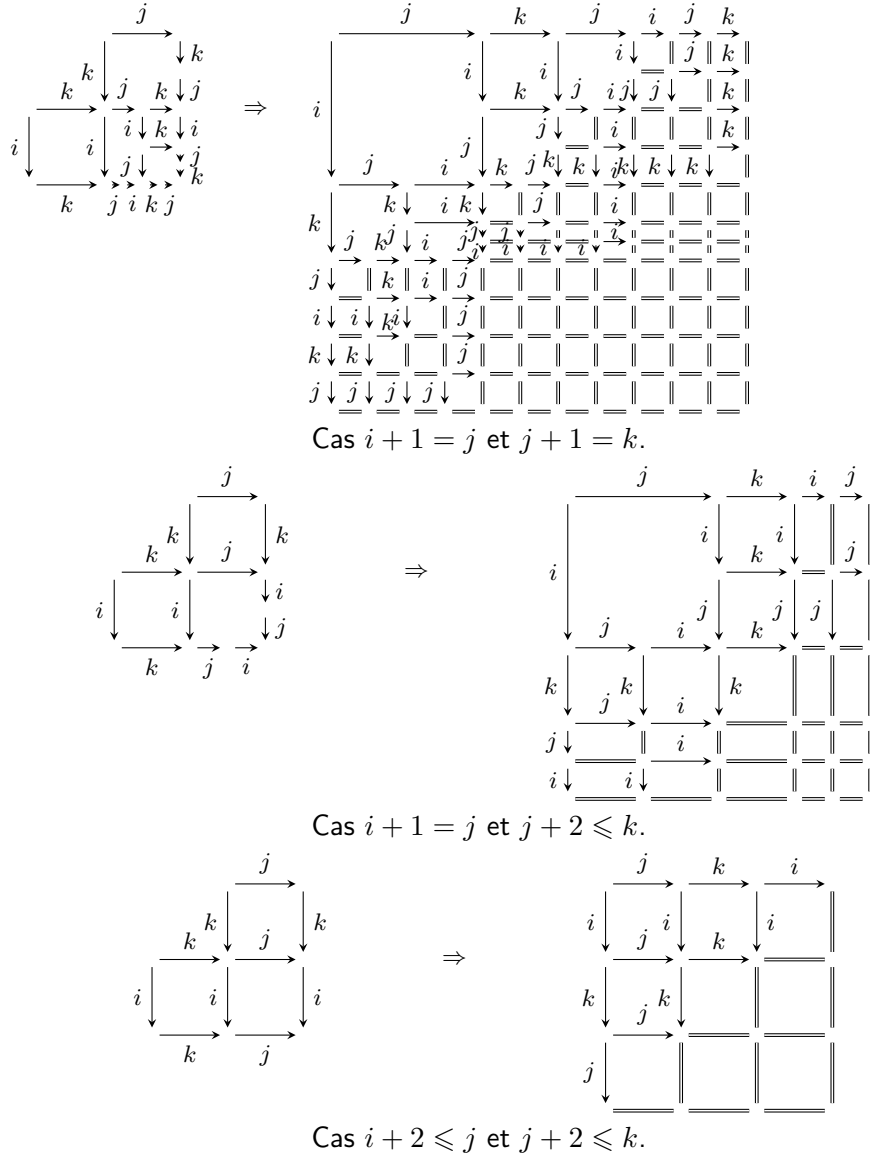 j j k j i j k
k i j k
k i i
k j k j ⇒ i k j i j j k
i i i k i j i k
j j k k i k k k
k j i j i k j i k k k
k j i k j k i k j i
j j i
j k i j i i i i i
j k i j
i i k i j
k k j
j j j j
Cas i + 1 = j et j + 1 = k.
j j k i j
k k i i
k j ⇒ i k j
i i i j j j
k j i j i k
k j k i k
j i
i i
Cas i + 1 = j et j + 2 ⩽ k.
j j k i
k k i i i
k j ⇒ j k
i i i k k
k j j
j
Cas i + 2 ⩽ j et j + 2 ⩽ k.